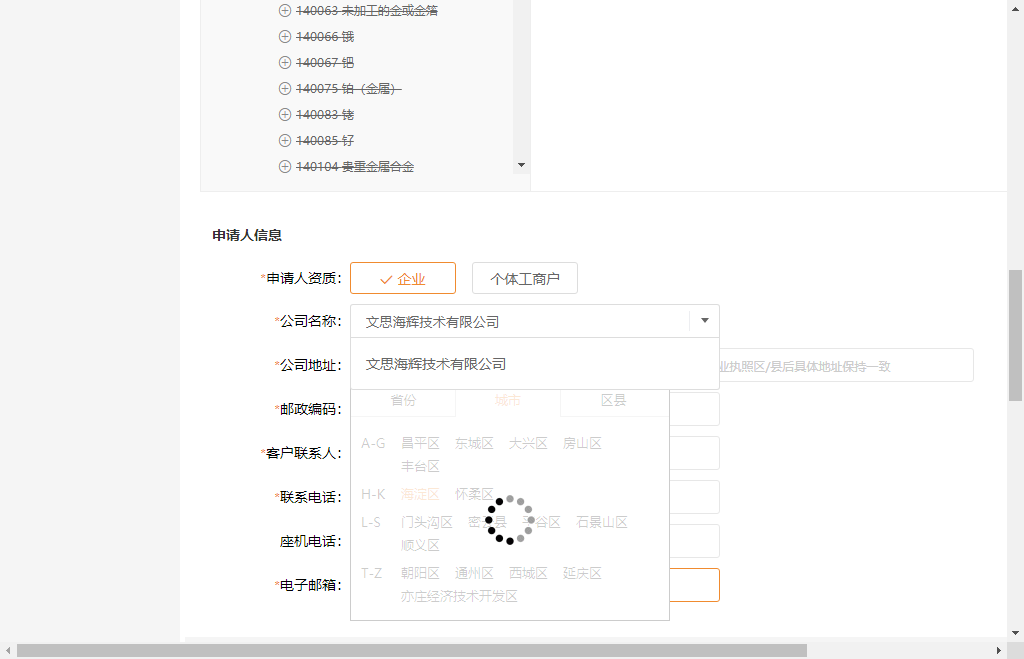 140063 未加工的金或金箔
140066 锇
140067 钯
140075 铂（金属）
140083 铑
140085 钌
140104 贵重金属合金
申请人信息
*申请人资质: 企业 个体工商户
*公司名称: 文思海辉技术有限公司
*公司地址: 文思海辉技术有限公司 业执照区/县后具体地址保持一致
省份 城市 区县
*邮政编码:
A-G 昌平区 东城区 大兴区 房山区
*客户联系人:
丰台区
H-K 海淀区 怀柔区
*联系电话:
L-S 门头沟区 密云县 平谷区 石景山区
座机电话: 顺义区
T-Z 朝阳区 通州区 西城区 延庆区
*电子邮箱:
亦庄经济技术开发区